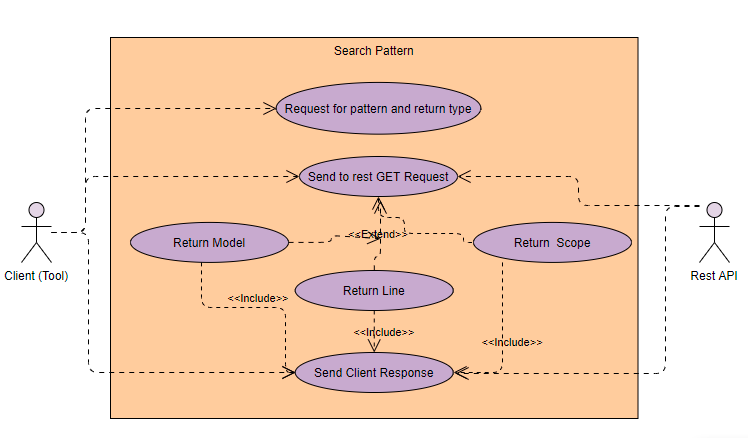 Search Pattern
Request for pattern and return type
Send to rest GET Request
Return Model
<<Extend>>
Return  Scope
Client (Tool)
Rest API
Return Line
<<Include>>
<<Include>>
<<Include>>
Send Client Response